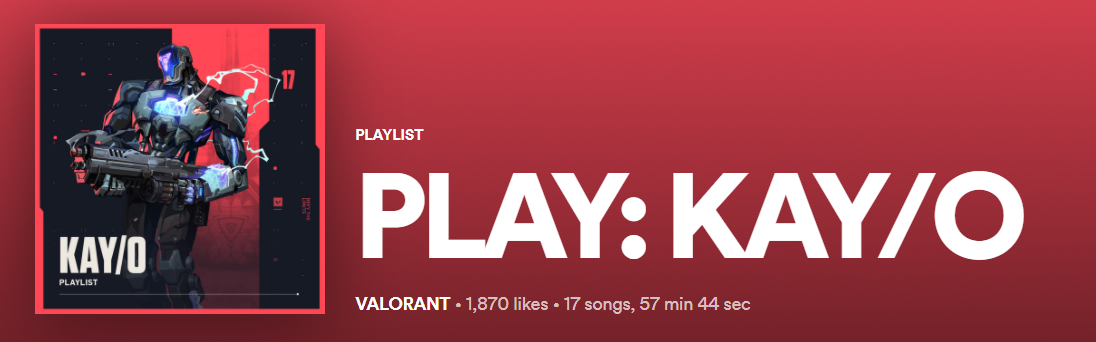 17
KAY/O
PLAYLIST
PLAYLIST
PLAY: KAY/O
VALORANT • 1,870 likes • 17 songs, 57 min 44 sec